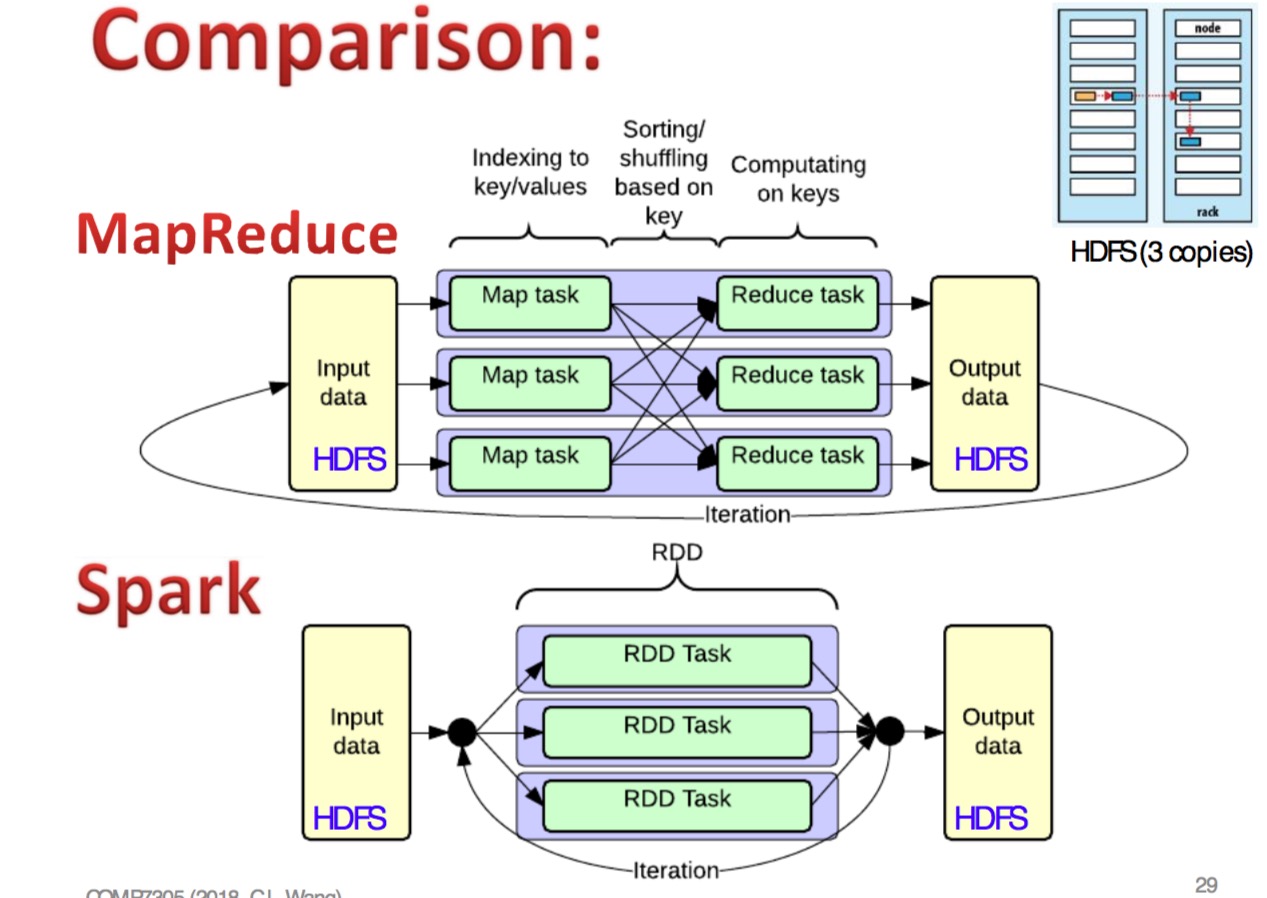 Comparison:
node
rack
HDFS (3 copies)
Indexing to
key/values
Sorting/
shuffling
based on
key
Computating
on keys
MapReduce
Input
data
HDFS
Map task
Map task
Map task
Reduce task
Reduce task
Reduce task
Output
data
HDFS
Iteration
Spark
RDD
Input
data
HDFS
RDD Task
RDD Task
RDD Task
Output
data
HDFS
Iteration
COMP7305 (2018, C.L. Wang)
29